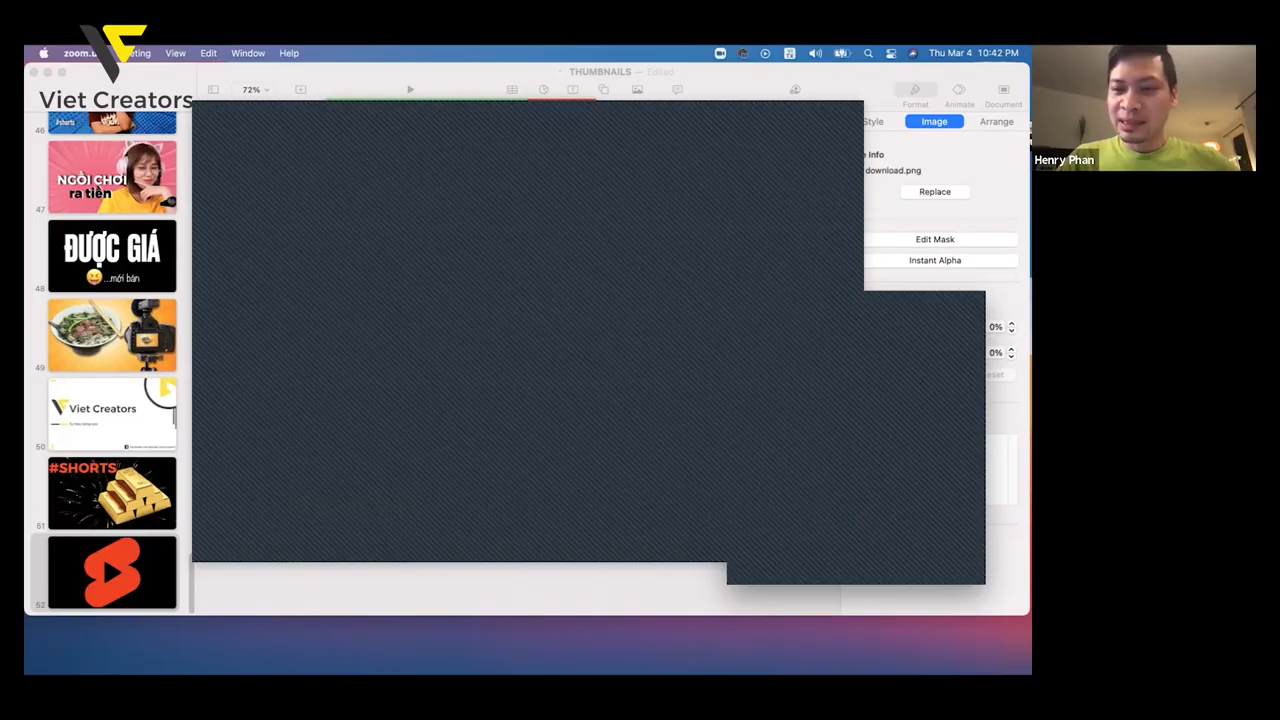 zoom.u
ting
View
Edit
Window
Help
Thu Mar 4 10:42 PM
Viet Creators
THUMBNAILS — Edited
72%
Format
Animate
Document
Style
Image
Arrange
Info
download.png
Replace
Edit Mask
Instant Alpha
0%
0%
Henry Phan
46
#shorts
47
NGỒI CHƠI
ra tiền
48
ĐƯỢC GIÁ
...mới bán
49
50
Viet Creators
51
#SHORTS
52